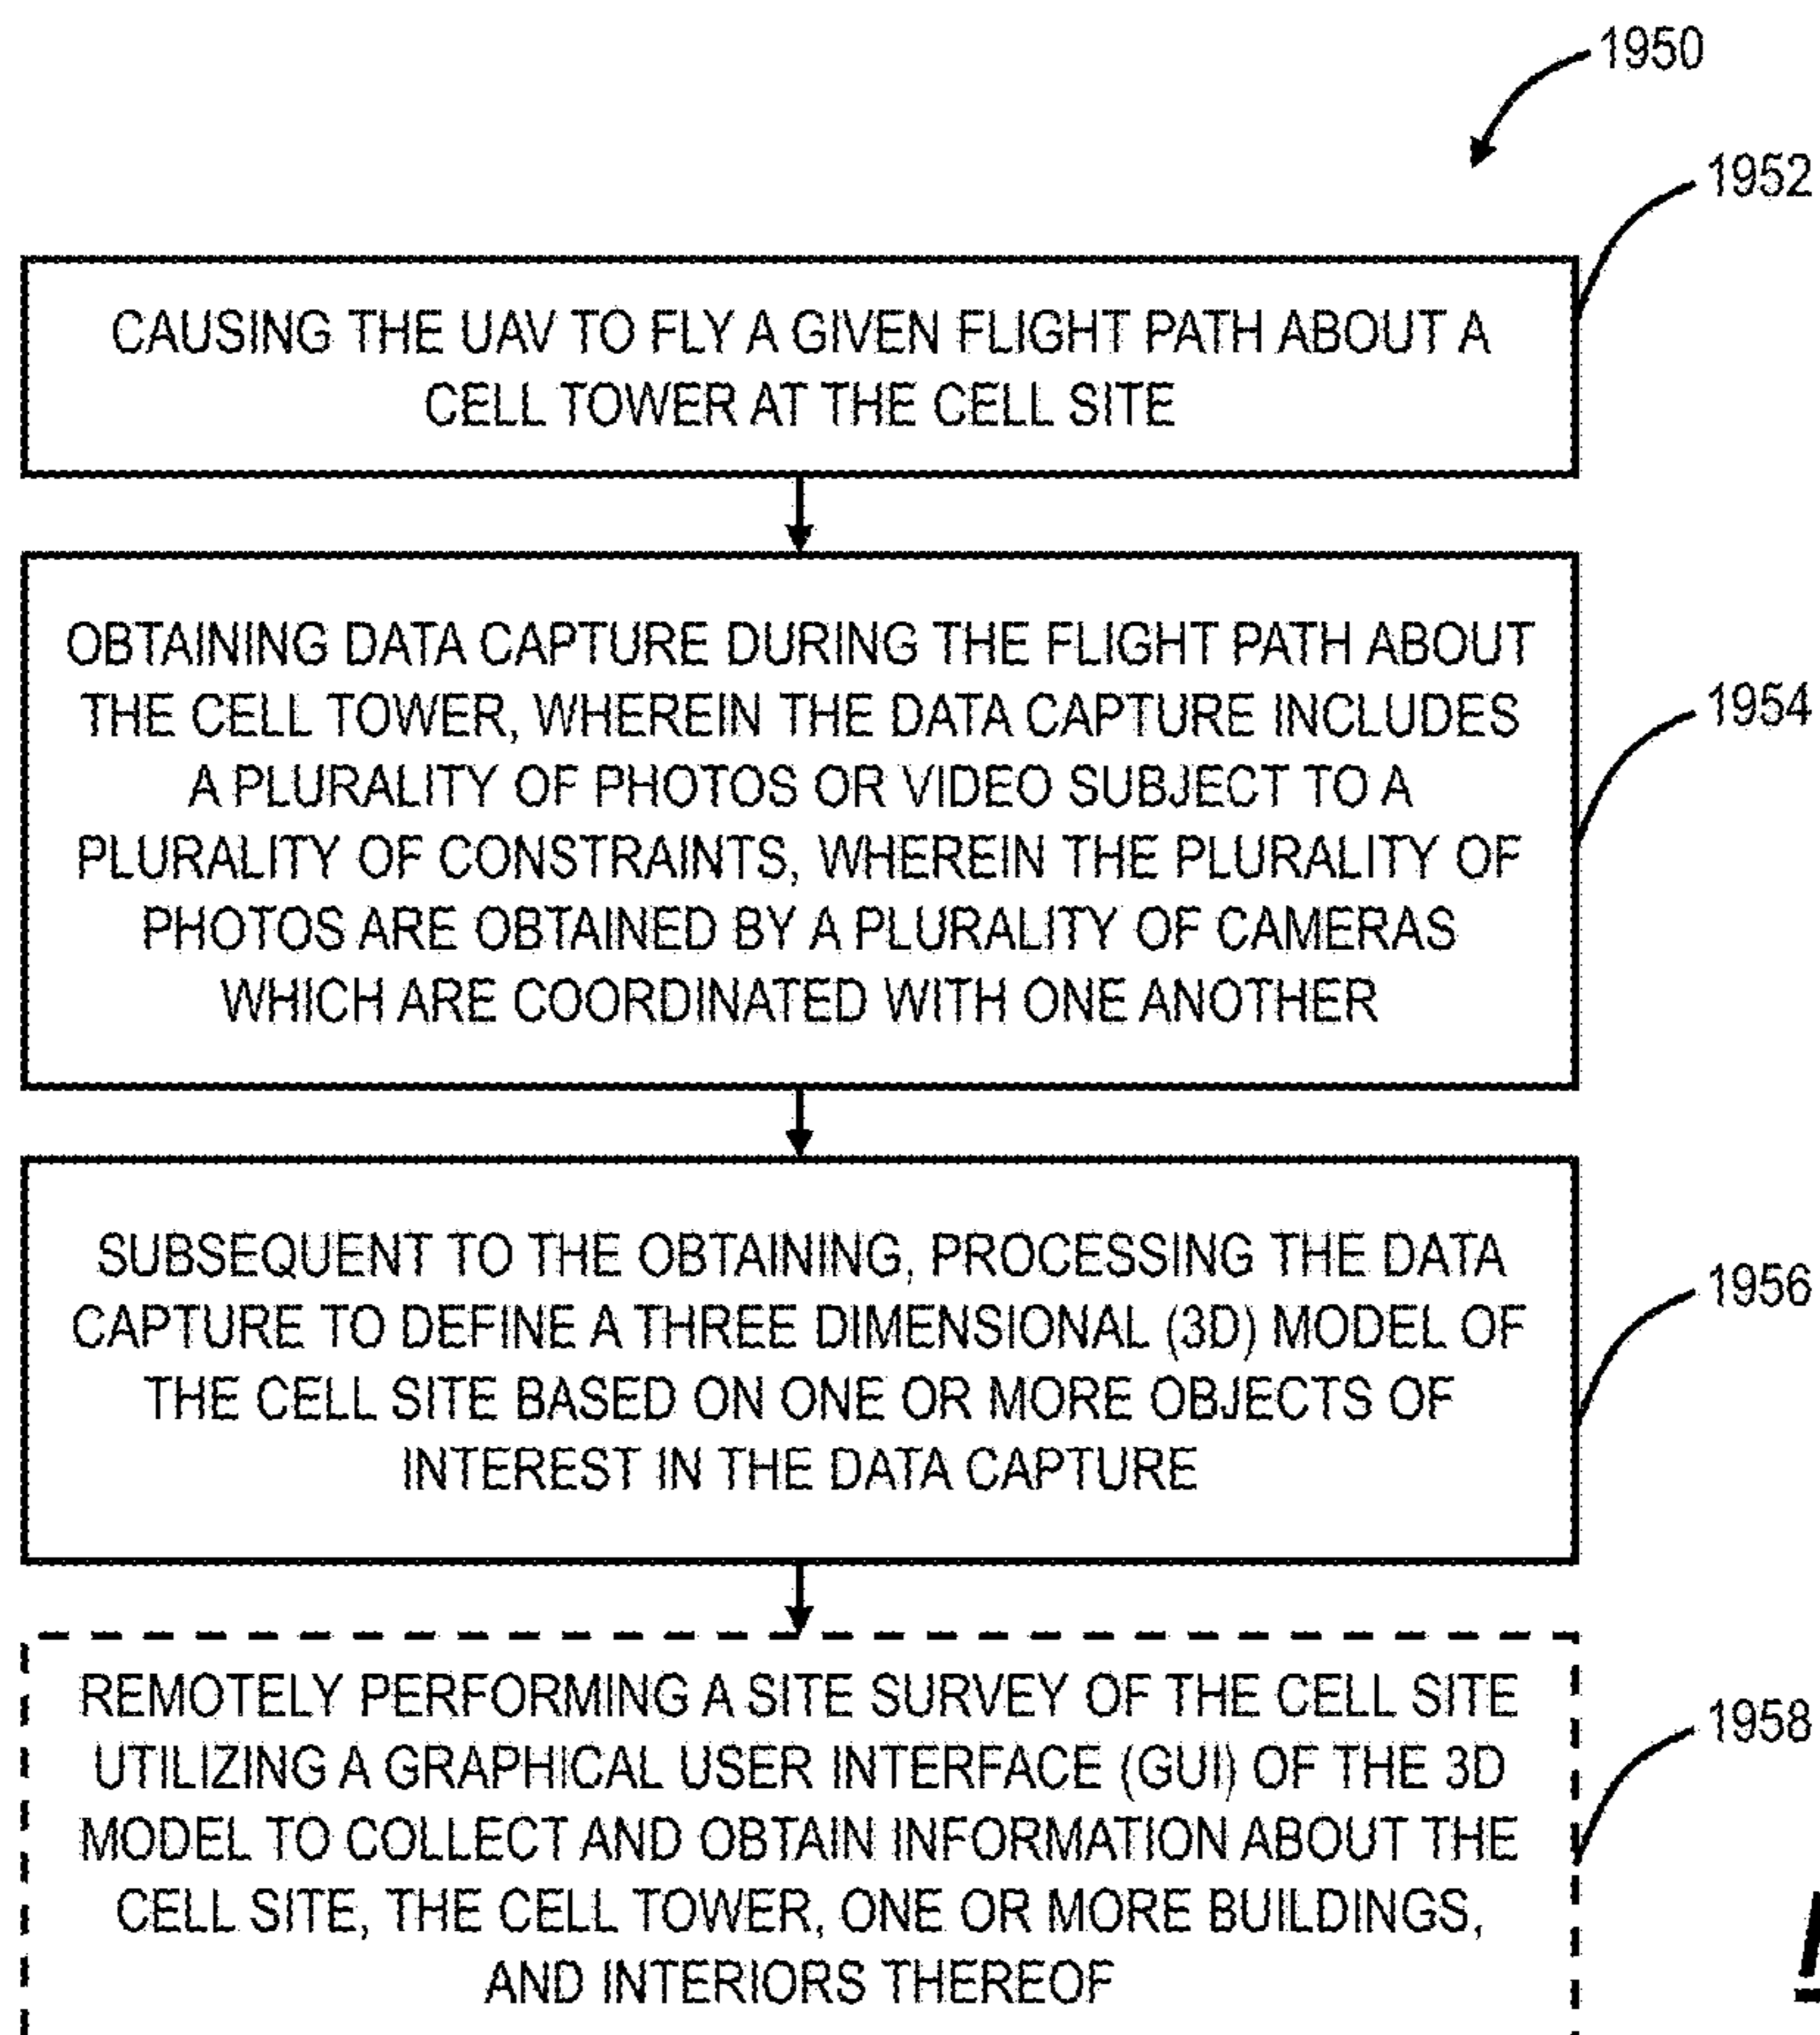 1950
1952
CAUSING THE UAV TO FLY A GIVEN FLIGHT PATH ABOUT A
CELL TOWER AT THE CELL SITE
OBTAINING DATA CAPTURE DURING THE FLIGHT PATH ABOUT
THE CELL TOWER, WHEREIN THE DATA CAPTURE INCLUDES
A PLURALITY OF PHOTOS OR VIDEO SUBJECT TO A
PLURALITY OF CONSTRAINTS, WHEREIN THE PLURALITY OF
PHOTOS ARE OBTAINED BY A PLURALITY OF CAMERAS
WHICH ARE COORDINATED WITH ONE ANOTHER
1954
SUBSEQUENT TO THE OBTAINING, PROCESSING THE DATA
CAPTURE TO DEFINE A THREE DIMENSIONAL (3D) MODEL OF
THE CELL SITE BASED ON ONE OR MORE OBJECTS OF
INTEREST IN THE DATA CAPTURE
1956
REMOTELY PERFORMING A SITE SURVEY OF THE CELL SITE
UTILIZING A GRAPHICAL USER INTERFACE (GUI) OF THE 3D
MODEL TO COLLECT AND OBTAIN INFORMATION ABOUT THE
CELL SITE, THE CELL TOWER, ONE OR MORE BUILDINGS,
AND INTERIORS THEREOF
1958